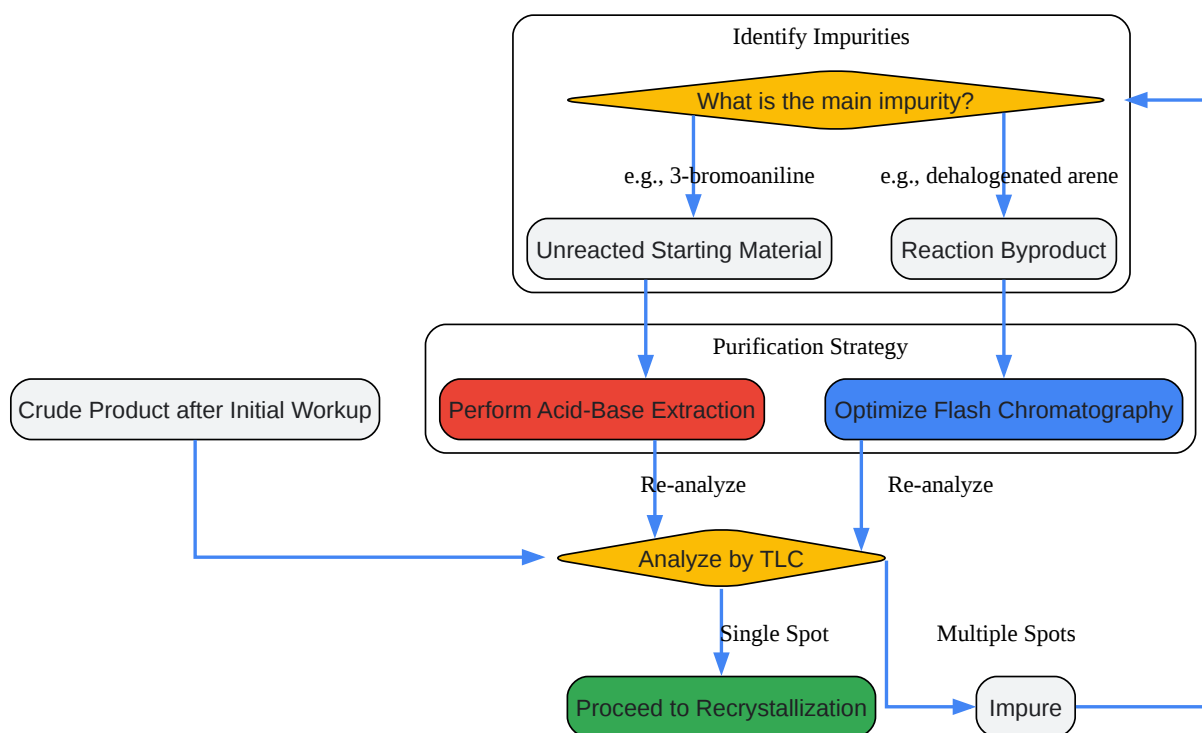 Identify Impurities
What is the main impurity?
e.g., 3-bromoaniline
e.g., dehalogenated arene
Unreacted Starting Material
Reaction Byproduct
Purification Strategy
Crude Product after Initial Workup
Perform Acid-Base Extraction
Optimize Flash Chromatography
Re-analyze
Re-analyze
Analyze by TLC
Single Spot
Multiple Spots
Proceed to Recrystallization
Impure